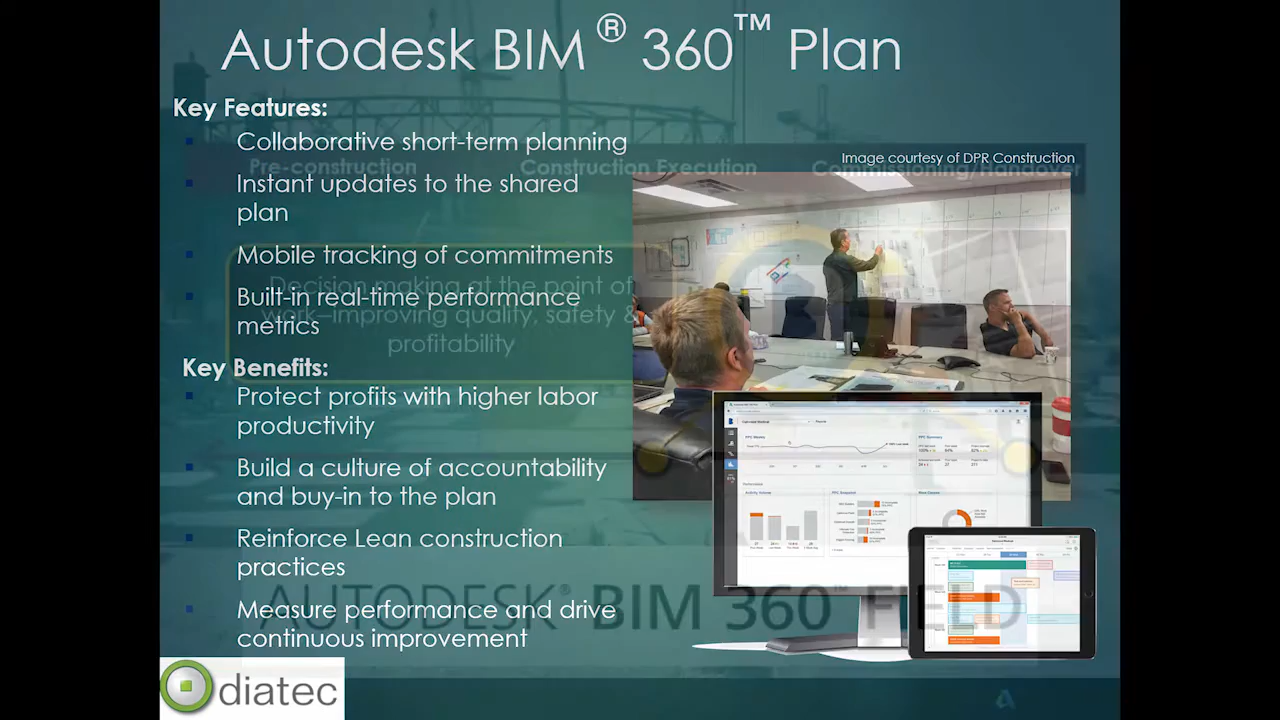 Autodesk BIM® 360™ Plan
Key Features:
Collaborative short-term planning
Instant updates to the shared
plan
Mobile tracking of commitments
Built-in real-time performance
metrics
Key Benefits:
Protect profits with higher labor
productivity
Build a culture of accountability
and buy-in to the plan
Reinforce Lean construction
practices
Measure performance and drive
continuous improvement
Image courtesy of DPR Construction
Pre-construction
Construction Execution
Commissioning/Handover
Decision making at the point of
work—improving quality, safety &
profitability
AUTODESK® BIM 360™ FIELD
diatec